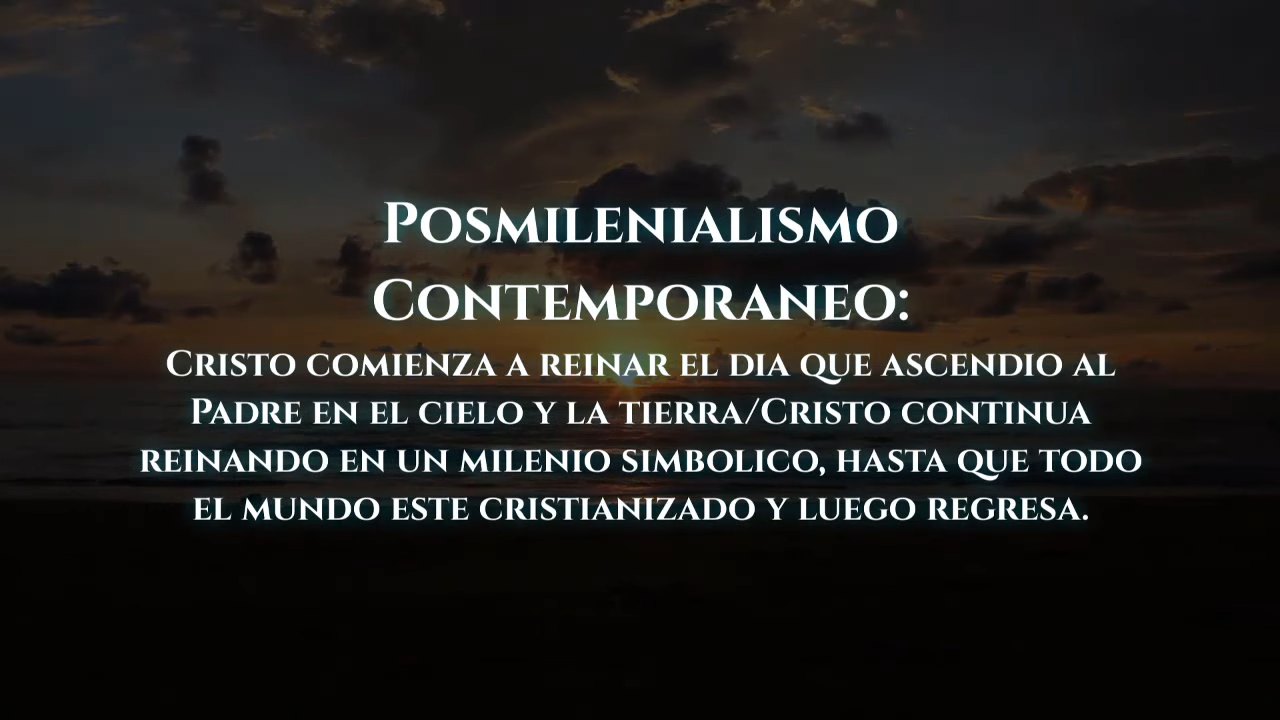 Posmilenialismo
Contemporaneo:
Cristo comienza a reinar el dia que ascendio al
Padre en el cielo y la tierra/Cristo continua
reinando en un milenio simbolico, hasta que todo
el mundo este cristianizado y luego regresa.